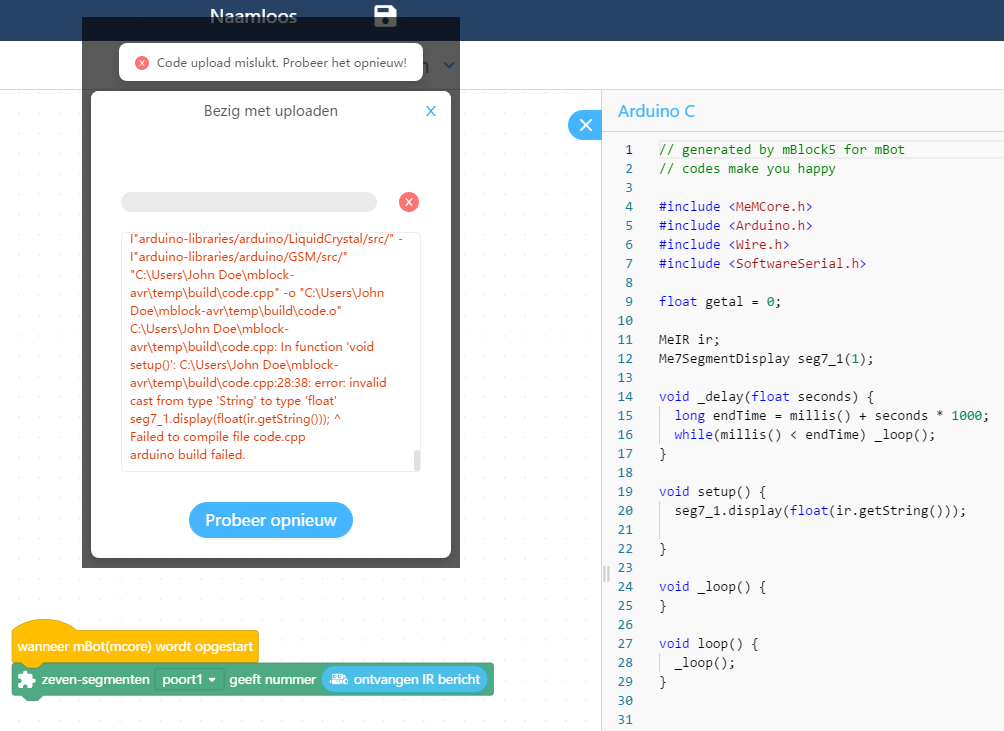 Naamloos
Code upload mislukt. Probeer het opnieuw!
Bezig met uploaden
X
I"arduino-libraries/arduino/LiquidCrystal/src/" -
I"arduino-libraries/arduino/GSM/src/"
"C:\Users\John Doe\mblock-
avr\temp\build\code.cpp" -o "C:\Users\John
Doe\mblock-avr\temp\build\code.o"
C:\Users\John Doe\mblock-
avr\temp\build\code.cpp: In function 'void
setup()': C:\Users\John Doe\mblock-
avr\temp\build\code.cpp:28:38: error: invalid
cast from type 'String' to type 'float'
seg7_1.display(float(ir.getString())); ^
Failed to compile file code.cpp
arduino build failed.
Probeer opnieuw
wanneer mBot(mcore) wordt opgestart
zeven-segmenten poort1 geeft nummer ontvangen IR bericht
Arduino C
1 // generated by mBlock5 for mBot
2 // codes make you happy
3
4 #include <MeMCore.h>
5 #include <Arduino.h>
6 #include <Wire.h>
7 #include <SoftwareSerial.h>
8
9 float getal = 0;
10
11 MeIR ir;
12 Me7SegmentDisplay seg7_1(1);
13
14 void _delay(float seconds) {
15 long endTime = millis() + seconds * 1000;
16 while(millis() < endTime) _loop();
17 }
18
19 void setup() {
20 seg7_1.display(float(ir.getString()));
21
22 }
23
24 void _loop() {
25 }
26
27 void loop() {
28 _loop();
29 }
30
31